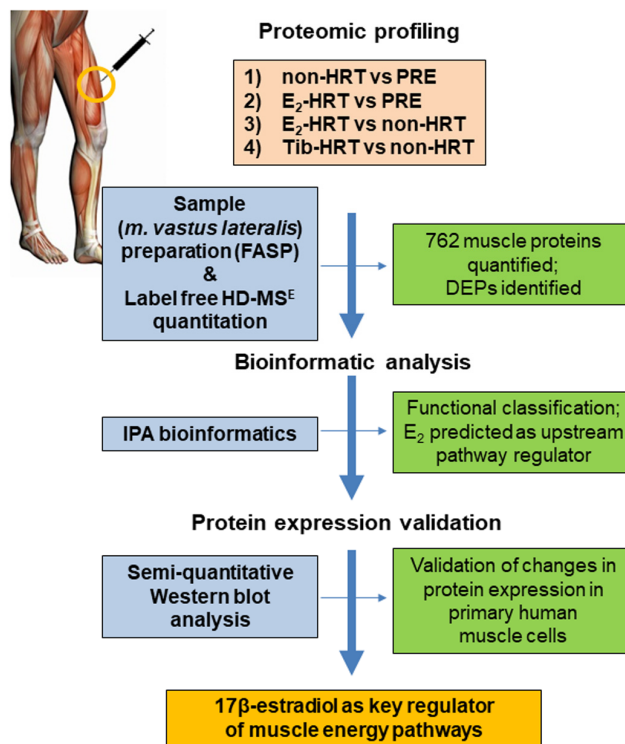 Proteomic profiling
1) non-HRT vs PRE
2) E₂-HRT vs PRE
3) E₂-HRT vs non-HRT
4) Tib-HRT vs non-HRT
Sample
(m. vastus lateralis)
preparation (FASP)
&
Label free HD-MSᴱ
quantitation
762 muscle proteins
quantified;
DEPs identified
Bioinformatic analysis
IPA bioinformatics
Functional classification;
E₂ predicted as upstream
pathway regulator
Protein expression validation
Semi-quantitative
Western blot
analysis
Validation of changes in
protein expression in
primary human
muscle cells
17β-estradiol as key regulator
of muscle energy pathways